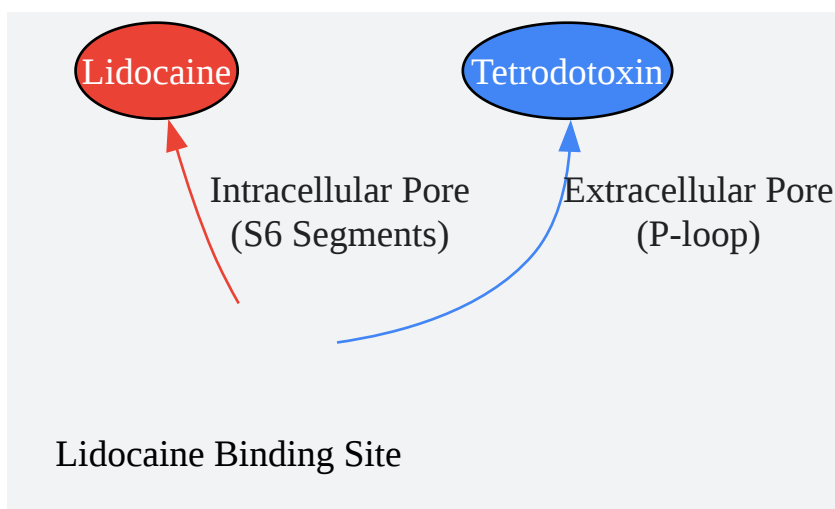 Lidocaine
Tetrodotoxin
Intracellular Pore
(S6 Segments)
Extracellular Pore
(P-loop)
Lidocaine Binding Site